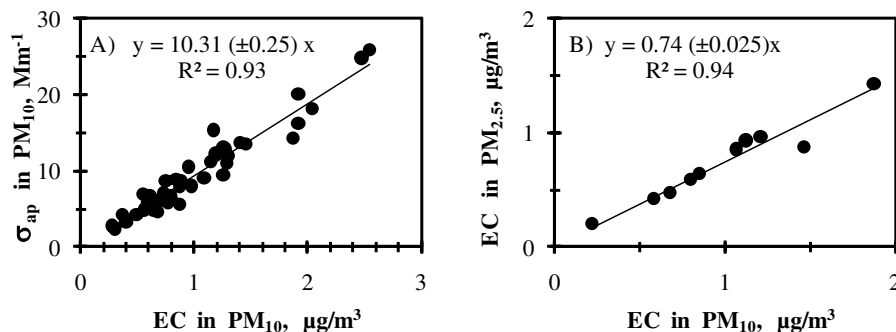 A) y = 10.31 (±0.25) x
R² = 0.93
σap in PM10, Mm-1
30
20
10
0
0 1 2 3
EC in PM10, µg/m³
B) y = 0.74 (±0.025)x
R² = 0.94
EC in PM2.5, µg/m³
2
1
0
0 1 2
EC in PM10, µg/m³